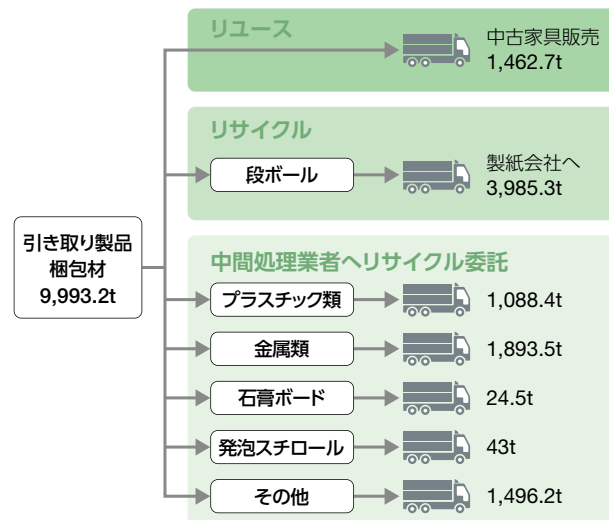 引き取り製品
梱包材
9,993.2t
リユース
中古家具販売
1,462.7t
リサイクル
段ボール
製紙会社へ
3,985.3t
中間処理業者へリサイクル委託
プラスチック類
1,088.4t
金属類
1,893.5t
石膏ボード
24.5t
発泡スチロール
43t
その他
1,496.2t